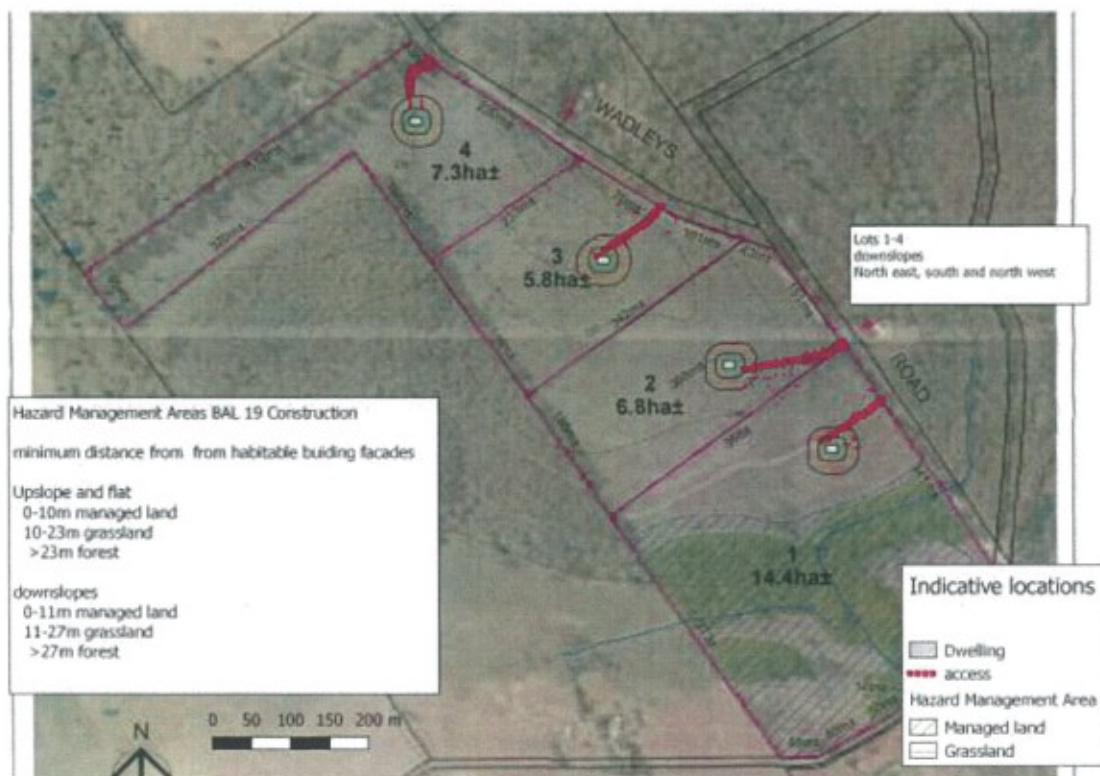 WADLEYS
ROAD
4
7.3ha±
3
5.8ha±
2
6.8ha±
1
14.4ha±
Lots 1-4
downslopes
North east, south and north west
Hazard Management Areas BAL 19 Construction
minimum distance from from habitable buiding facades
Upslope and flat
0-10m managed land
10-23m grassland
>23m forest
downslopes
0-11m managed land
11-27m grassland
>27m forest
N
0 50 100 150 200 m
Indicative locations
Dwelling
access
Hazard Management Area
Managed land
Grassland